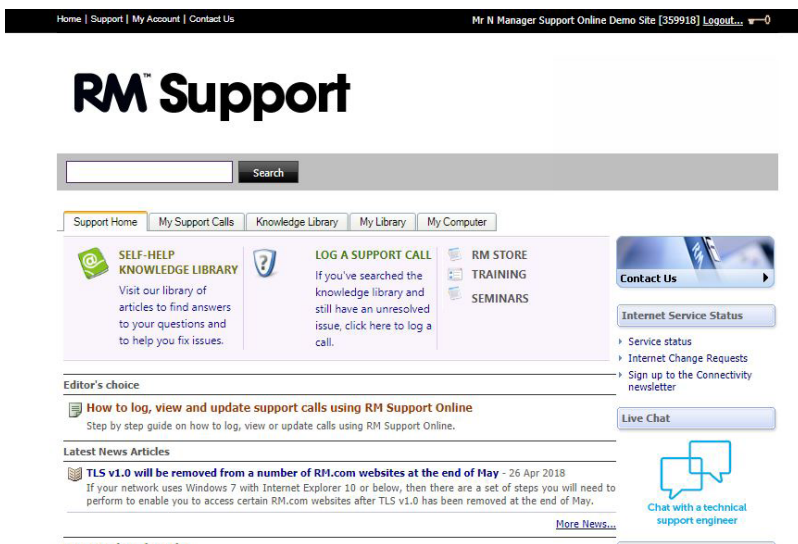 Home | Support | My Account | Contact Us
Mr N Manager Support Online Demo Site [359918] Logout...
RM™ Support
Search
Support Home
My Support Calls
Knowledge Library
My Library
My Computer
SELF-HELP
KNOWLEDGE LIBRARY
Visit our library of
articles to find answers
to your questions and
to help you fix issues.
LOG A SUPPORT CALL
If you've searched the
knowledge library and
still have an unresolved
issue, click here to log a
call.
RM STORE
TRAINING
SEMINARS
Contact Us
Internet Service Status
Service status
Internet Change Requests
Sign up to the Connectivity
newsletter
Live Chat
Chat with a technical
support engineer
Editor's choice
How to log, view and update support calls using RM Support Online
Step by step guide on how to log, view or update calls using RM Support Online.
Latest News Articles
TLS v1.0 will be removed from a number of RM.com websites at the end of May - 26 Apr 2018
If your network uses Windows 7 with Internet Explorer 10 or below, then there are a set of steps you will need to
perform to enable you to access certain RM.com websites after TLS v1.0 has been removed at the end of May.
More News...